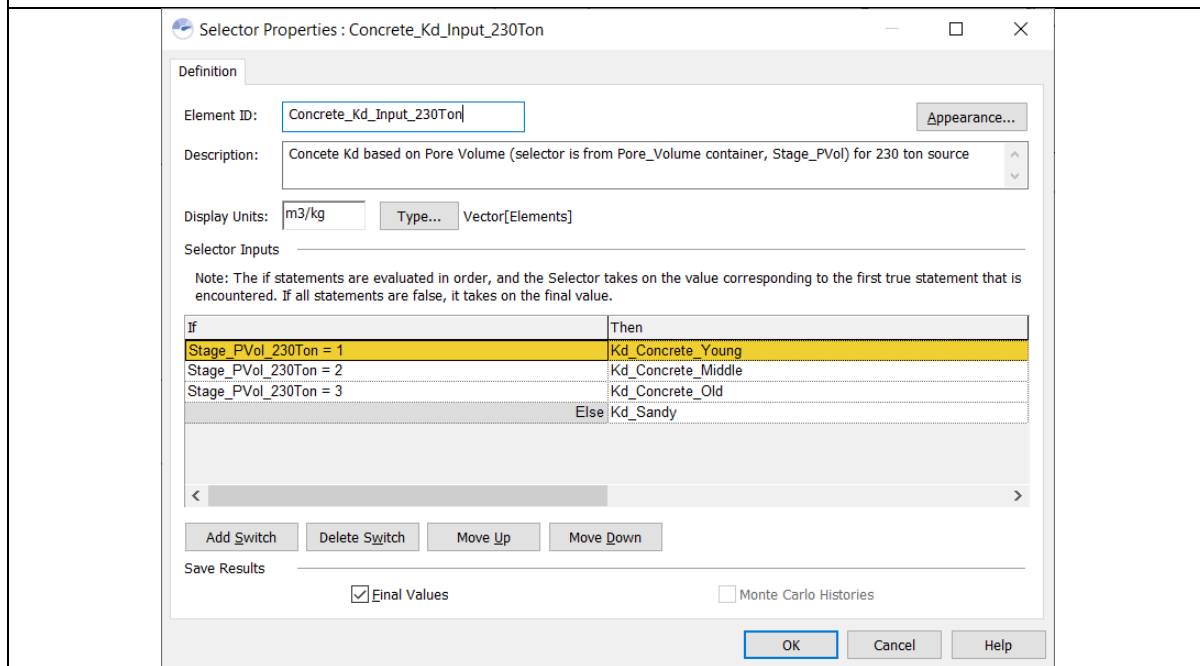 Selector Properties : Concrete_Kd_Input_230Ton
Definition
Element ID: Concrete_Kd_Input_230Ton Appearance...
Description: Concete Kd based on Pore Volume (selector is from Pore_Volume container, Stage_PVol) for 230 ton source
Display Units: m3/kg Type... Vector[Elements]
Selector Inputs
Note: The if statements are evaluated in order, and the Selector takes on the value corresponding to the first true statement that is
encountered. If all statements are false, it takes on the final value.
If Then
Stage_PVol_230Ton = 1 Kd_Concrete_Young
Stage_PVol_230Ton = 2 Kd_Concrete_Middle
Stage_PVol_230Ton = 3 Kd_Concrete_Old
Else Kd_Sandy
Add Switch Delete Switch Move Up Move Down
Save Results
Final Values Monte Carlo Histories
OK Cancel Help